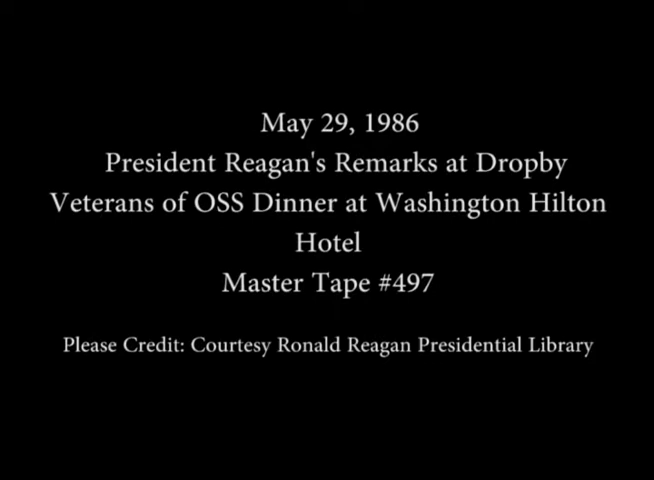 May 29, 1986
President Reagan's Remarks at Dropby
Veterans of OSS Dinner at Washington Hilton
Hotel
Master Tape #497
Please Credit: Courtesy Ronald Reagan Presidential Library